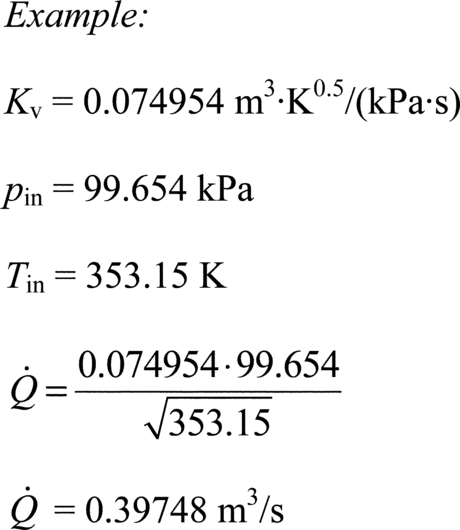 Example:
Kv = 0.074954 m³·K⁰·⁵/(kPa·s)
pin = 99.654 kPa
Tin = 353.15 K
Q̇ = 0.074954·99.654 / √353.15
Q̇ = 0.39748 m³/s